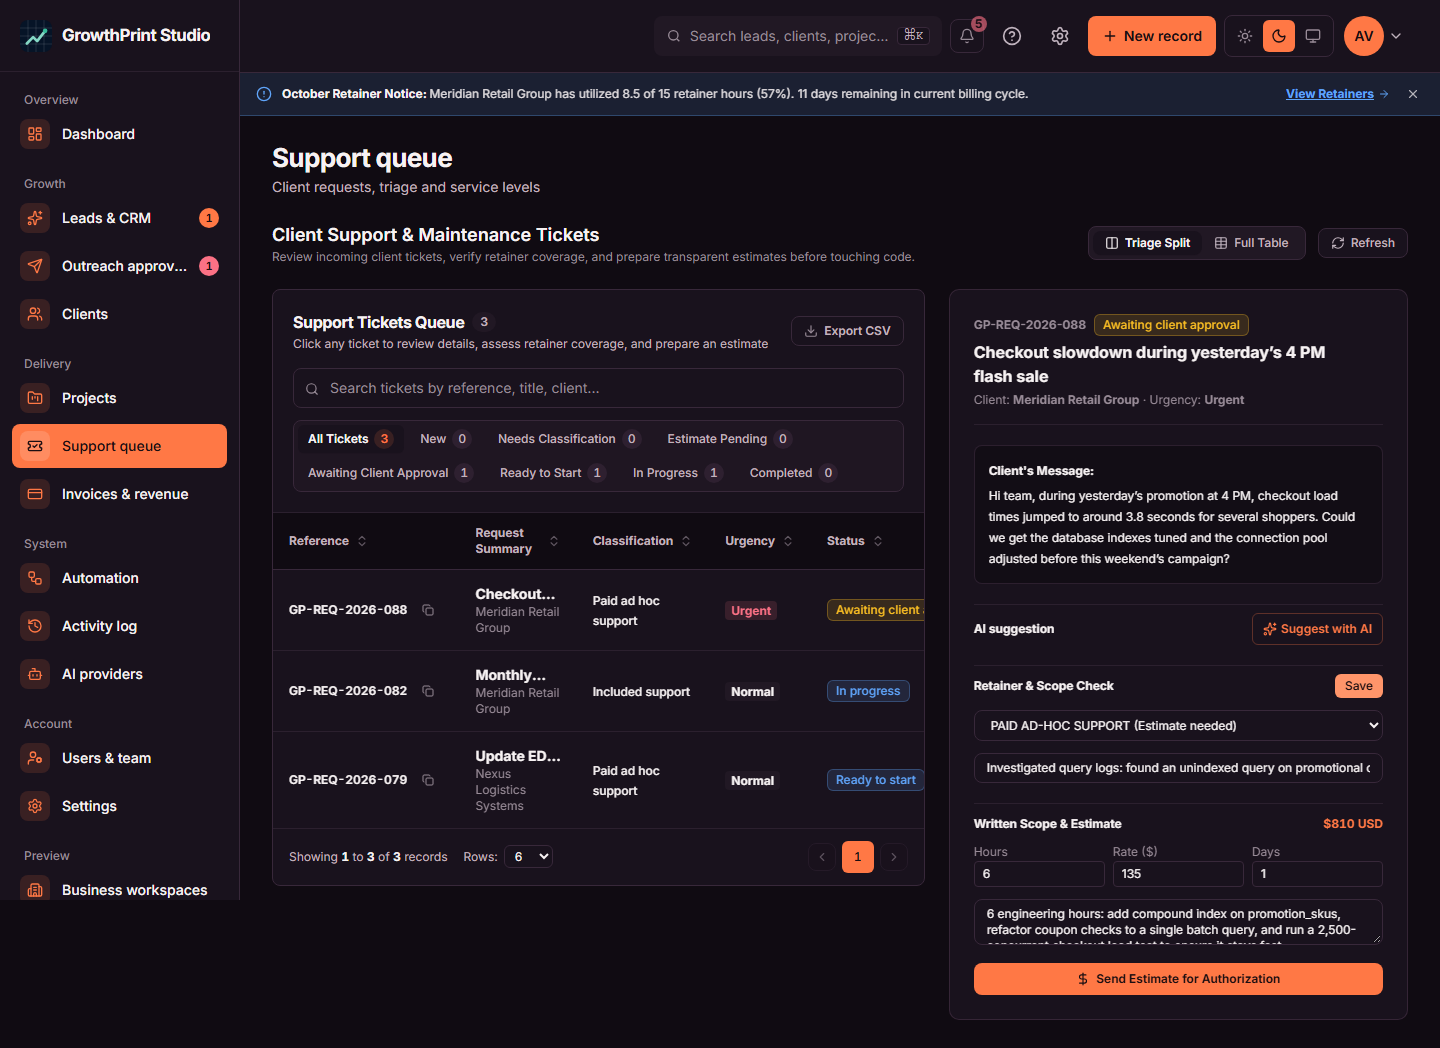 GrowthPrint Studio
Search leads, clients, projec...
⌘K
5
New record
AV
Overview
Dashboard
Growth
Leads & CRM
1
Outreach approv...
1
Clients
Delivery
Projects
Support queue
Invoices & revenue
System
Automation
Activity log
AI providers
Account
Users & team
Settings
Preview
Business workspaces
October Retainer Notice: Meridian Retail Group has utilized 8.5 of 15 retainer hours (57%). 11 days remaining in current billing cycle.
View Retainers →
Support queue
Client requests, triage and service levels
Client Support & Maintenance Tickets
Review incoming client tickets, verify retainer coverage, and prepare transparent estimates before touching code.
Triage Split
Full Table
Refresh
Support Tickets Queue 3
Click any ticket to review details, assess retainer coverage, and prepare an estimate
Export CSV
Search tickets by reference, title, client...
All Tickets 3 New 0 Needs Classification 0 Estimate Pending 0
Awaiting Client Approval 1 Ready to Start 1 In Progress 1 Completed 0
Reference
Request Summary
Classification
Urgency
Status
GP-REQ-2026-088
Checkout...
Meridian Retail
Group
Paid ad hoc
support
Urgent
Awaiting client
GP-REQ-2026-082
Monthly...
Meridian Retail
Group
Included support
Normal
In progress
GP-REQ-2026-079
Update ED...
Nexus
Logistics
Systems
Paid ad hoc
support
Normal
Ready to start
Showing 1 to 3 of 3 records
Rows: 6
1
GP-REQ-2026-088
Awaiting client approval
Checkout slowdown during yesterday’s 4 PM
flash sale
Client: Meridian Retail Group · Urgency: Urgent
Client's Message:
Hi team, during yesterday’s promotion at 4 PM, checkout load
times jumped to around 3.8 seconds for several shoppers. Could
we get the database indexes tuned and the connection pool
adjusted before this weekend’s campaign?
AI suggestion
Suggest with AI
Retainer & Scope Check
Save
PAID AD-HOC SUPPORT (Estimate needed)
Investigated query logs: found an unindexed query on promotional
Written Scope & Estimate
$810 USD
Hours
Rate ($)
Days
6
135
1
6 engineering hours: add compound index on promotion_skus,
refactor coupon checks to a single batch query, and run a 2,500-
concurrent checkout load test to ensure it stays fast
$ Send Estimate for Authorization